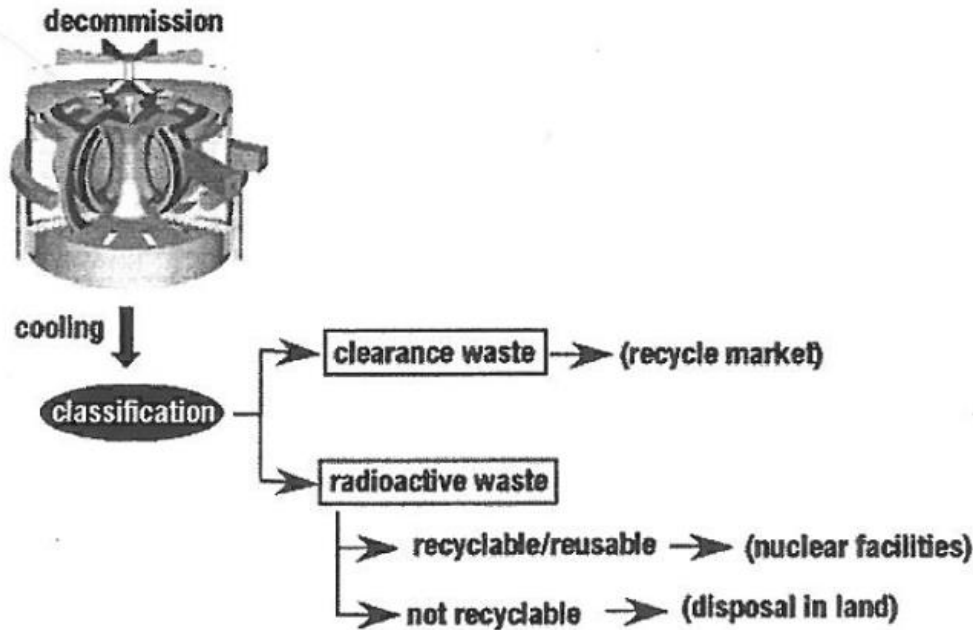 decommission
cooling
classification
clearance waste
(recycle market)
radioactive waste
recyclable/reusable
(nuclear facilities)
not recyclable
(disposal in land)